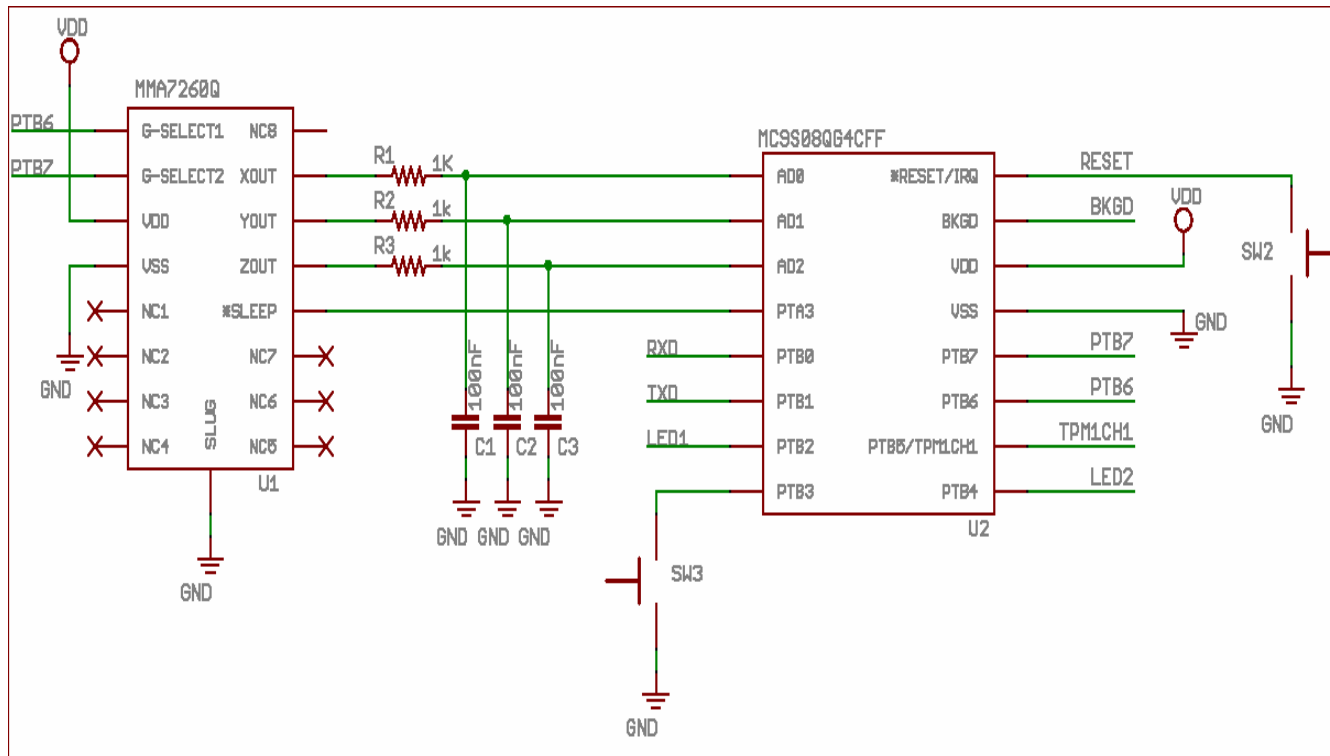 VDD
MMA7260Q
PTB6
PTB7
G-SELECT1
G-SELECT2
VDD
VSS
NC1
NC2
NC3
NC4
NC8
XOUT
YOUT
ZOUT
*SLEEP
NC7
NC6
NC5
SLUG
U1
GND
GND
R1
1K
R2
1k
R3
1k
100nF
100nF
100nF
C1
C2
C3
GND
GND
GND
MC9S08QG4CFF
AD0
AD1
AD2
PTA3
PTB0
PTB1
PTB2
PTB3
*RESET/IRQ
BKGD
VDD
VSS
PTB7
PTB6
PTB5/TPM1CH1
PTB4
U2
RXD
TXD
LED1
SW3
GND
RESET
BKGD
VDD
GND
PTB7
PTB6
TPM1CH1
LED2
SW2
GND